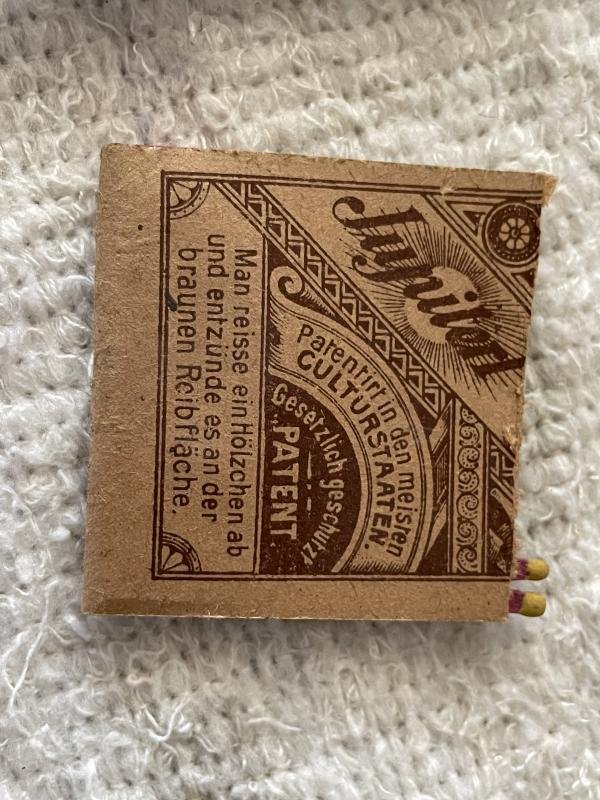 Patentirt in den meisten
CULTURSTAATEN.
Gesetzlich geschützt
PATENT
Man reisse ein Hölzchen ab
und entzünde es an der
braunen Reibfläche.